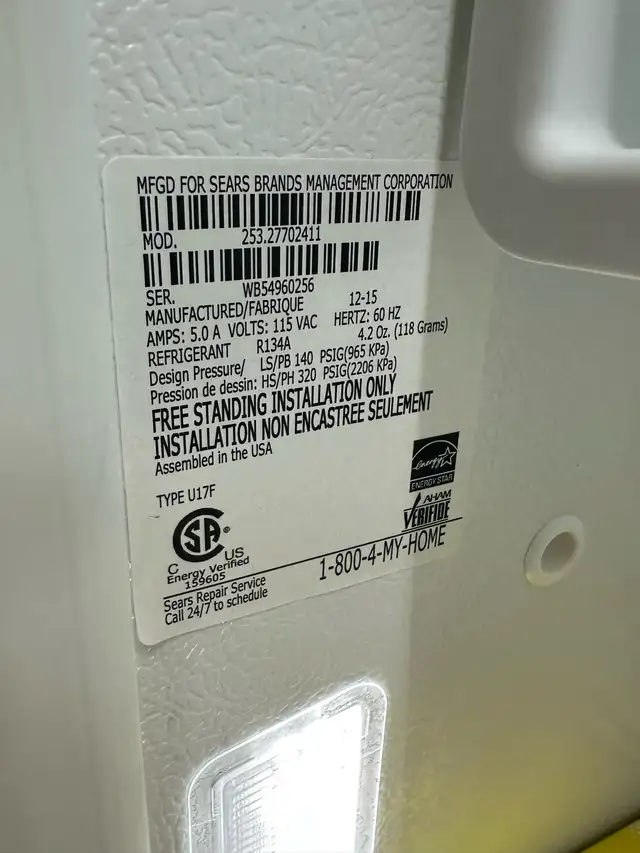 MFGD FOR SEARS BRANDS MANAGEMENT CORPORATION
MOD. 253.27702411
SER. WB54960256
MANUFACTURED/FABRIQUE 12-15
AMPS: 5.0 A VOLTS: 115 VAC HERTZ: 60 HZ
REFRIGERANT R134A 4.2 Oz. (118 Grams)
Design Pressure/ LS/PB 140 PSIG(965 KPa)
Pression de dessin: HS/PH 320 PSIG(2206 KPa)
FREE STANDING INSTALLATION ONLY
INSTALLATION NON ENCASTREE SEULEMENT
Assembled in the USA
energy
ENERGY STAR
TYPE U17F
AHAM
VERIFIDE
CSA®
C US
Energy Verified
159605
Sears Repair Service
Call 24/7 to schedule
1-800-4-MY-HOME